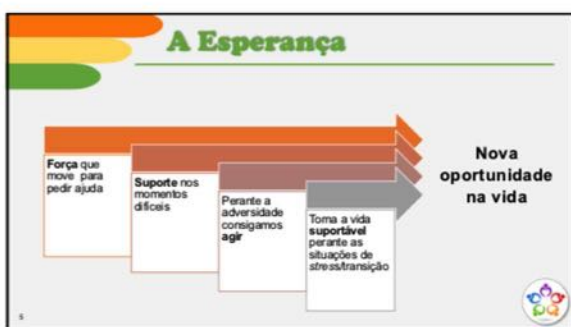 A Esperança
Força que
move para
pedir ajuda
Suporte nos
momentos
difíceis
Perante a
adversidade
consigamos
agir
Torna a vida
suportável
perante as
situações de
stress/transição
Nova
oportunidade
na vida
5